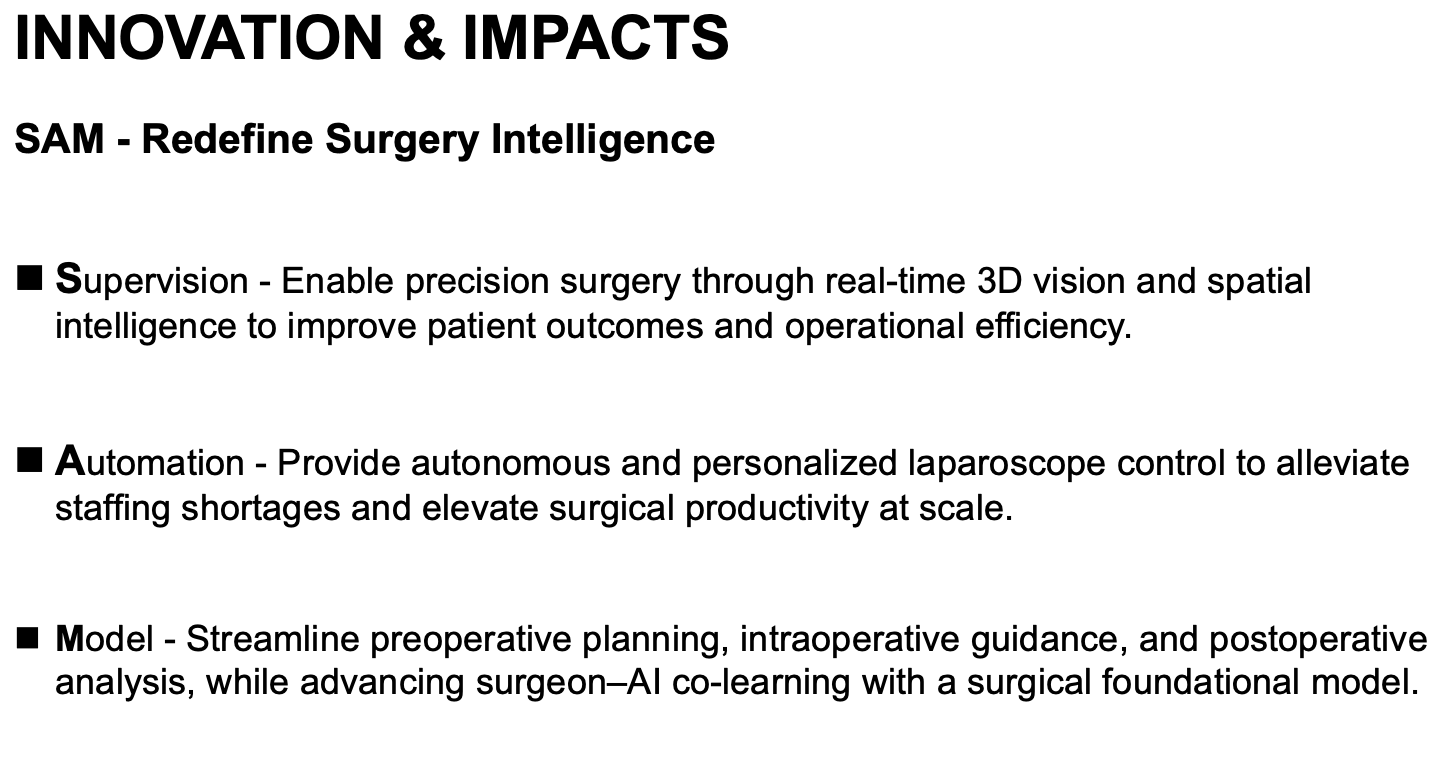 INNOVATION & IMPACTS
SAM - Redefine Surgery Intelligence
■ Supervision - Enable precision surgery through real-time 3D vision and spatial
intelligence to improve patient outcomes and operational efficiency.
■ Automation - Provide autonomous and personalized laparoscope control to alleviate
staffing shortages and elevate surgical productivity at scale.
■ Model - Streamline preoperative planning, intraoperative guidance, and postoperative
analysis, while advancing surgeon–AI co-learning with a surgical foundational model.